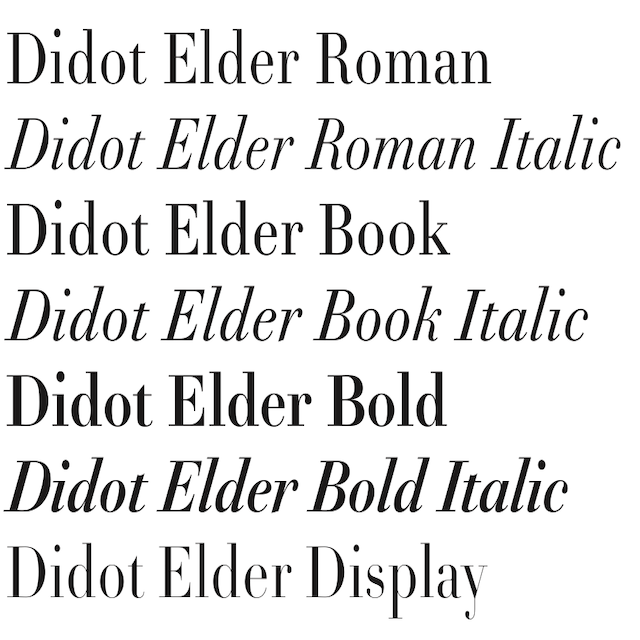 Didot Elder Roman
Didot Elder Roman Italic
Didot Elder Book
Didot Elder Book Italic
Didot Elder Bold
Didot Elder Bold Italic
Didot Elder Display